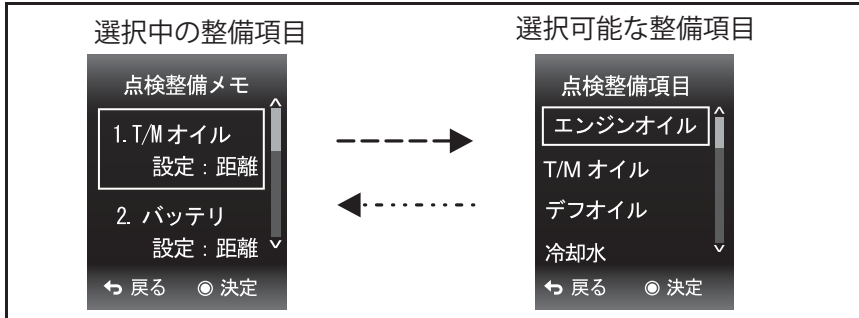 選択中の整備項目
点検整備メモ
1.T/Mオイル
設定：距離
2. バッテリ
設定：距離
戻る ◉ 決定
選択可能な整備項目
点検整備項目
エンジンオイル
T/M オイル
デフオイル
冷却水
戻る ◉ 決定